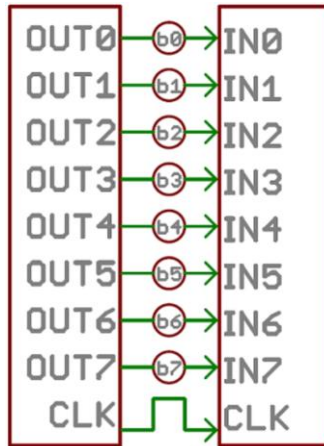 OUT0 b0 IN0
OUT1 b1 IN1
OUT2 b2 IN2
OUT3 b3 IN3
OUT4 b4 IN4
OUT5 b5 IN5
OUT6 b6 IN6
OUT7 b7 IN7
CLK CLK